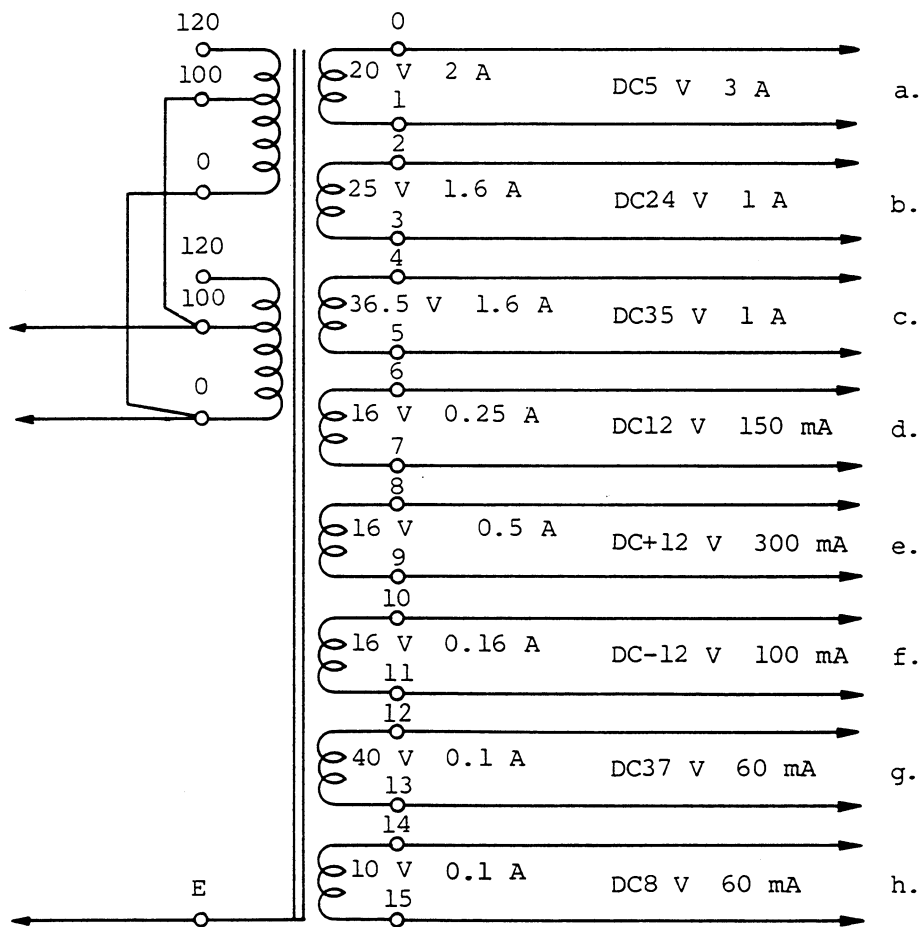 120
100
0
120
100
0
E
0
20 V 2 A
1
DC5 V 3 A
a.
2
25 V 1.6 A
3
DC24 V 1 A
b.
4
36.5 V 1.6 A
5
DC35 V 1 A
c.
6
16 V 0.25 A
7
DC12 V 150 mA
d.
8
16 V 0.5 A
9
DC+12 V 300 mA
e.
10
16 V 0.16 A
11
DC-12 V 100 mA
f.
12
40 V 0.1 A
13
DC37 V 60 mA
g.
14
10 V 0.1 A
15
DC8 V 60 mA
h.